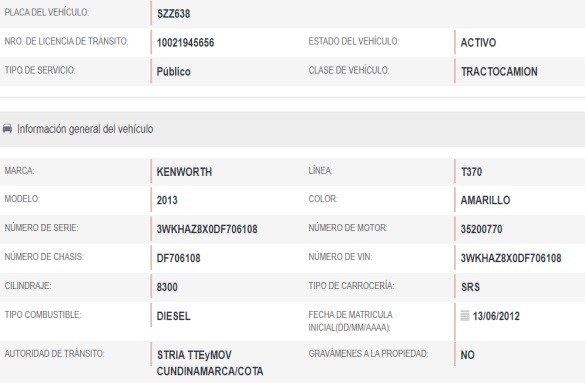 PLACA DEL VEHÍCULO: SZZ638
NRO. DE LICENCIA DE TRÁNSITO: 10021945656 ESTADO DEL VEHÍCULO: ACTIVO
TIPO DE SERVICIO: Público CLASE DE VEHÍCULO: TRACTOCAMION
Información general del vehículo
MARCA: KENWORTH LÍNEA: T370
MODELO: 2013 COLOR: AMARILLO
NÚMERO DE SERIE: 3WKHAZ8X0DF706108 NÚMERO DE MOTOR: 35200770
NÚMERO DE CHASIS: DF706108 NÚMERO DE VIN: 3WKHAZ8X0DF706108
CILINDRAJE: 8300 TIPO DE CARROCERÍA: SRS
TIPO COMBUSTIBLE: DIESEL FECHA DE MATRICULA 13/06/2012
INICIAL(DD/MM/AAAA):
AUTORIDAD DE TRÁNSITO: STRIA TTEyMOV GRAVÁMENES A LA PROPIEDAD: NO
CUNDINAMARCA/COTA